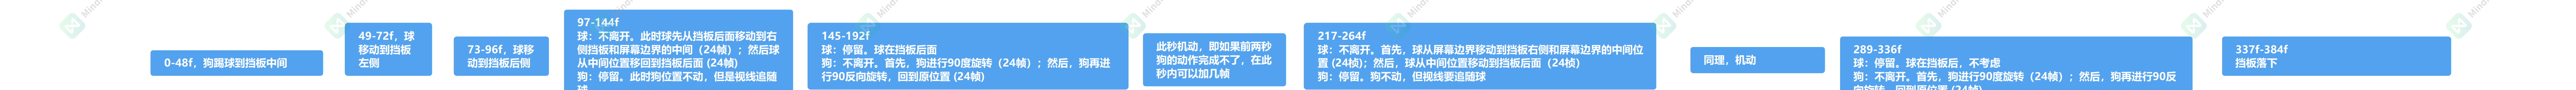 0-48f，狗踢球到挡板中间
49-72f，球
移动到挡板
左侧
73-96f，球移
动到挡板后侧
97-144f
球：不离开。此时球先从挡板后面移动到右
侧挡板和屏幕边界的中间（24帧）；然后球
从中间位置移回到挡板后面 (24帧)
狗：停留。此时狗位置不动，但是视线追随
球
145-192f
球：停留。球在挡板后面
狗：不离开。首先，狗进行90度旋转（24帧）；然后，狗再进
行90反向旋转，回到原位置 (24帧)
此秒机动，即如果前两秒
狗的动作完成不了，在此
秒内可以加几帧
217-264f
球：不离开。首先，球从屏幕边界移动到挡板右侧和屏幕边界的中间位
置 (24帧)；然后，球从中间位置移动到挡板后面（24帧）
狗：停留。狗不动，但视线要追随球
同理，机动
289-336f
球：停留。球在挡板后，不考虑
狗：不离开。首先，狗进行90度旋转（24帧）；然后，狗再进行90反
向旋转，回到原位置 (24帧)
337f-384f
挡板落下